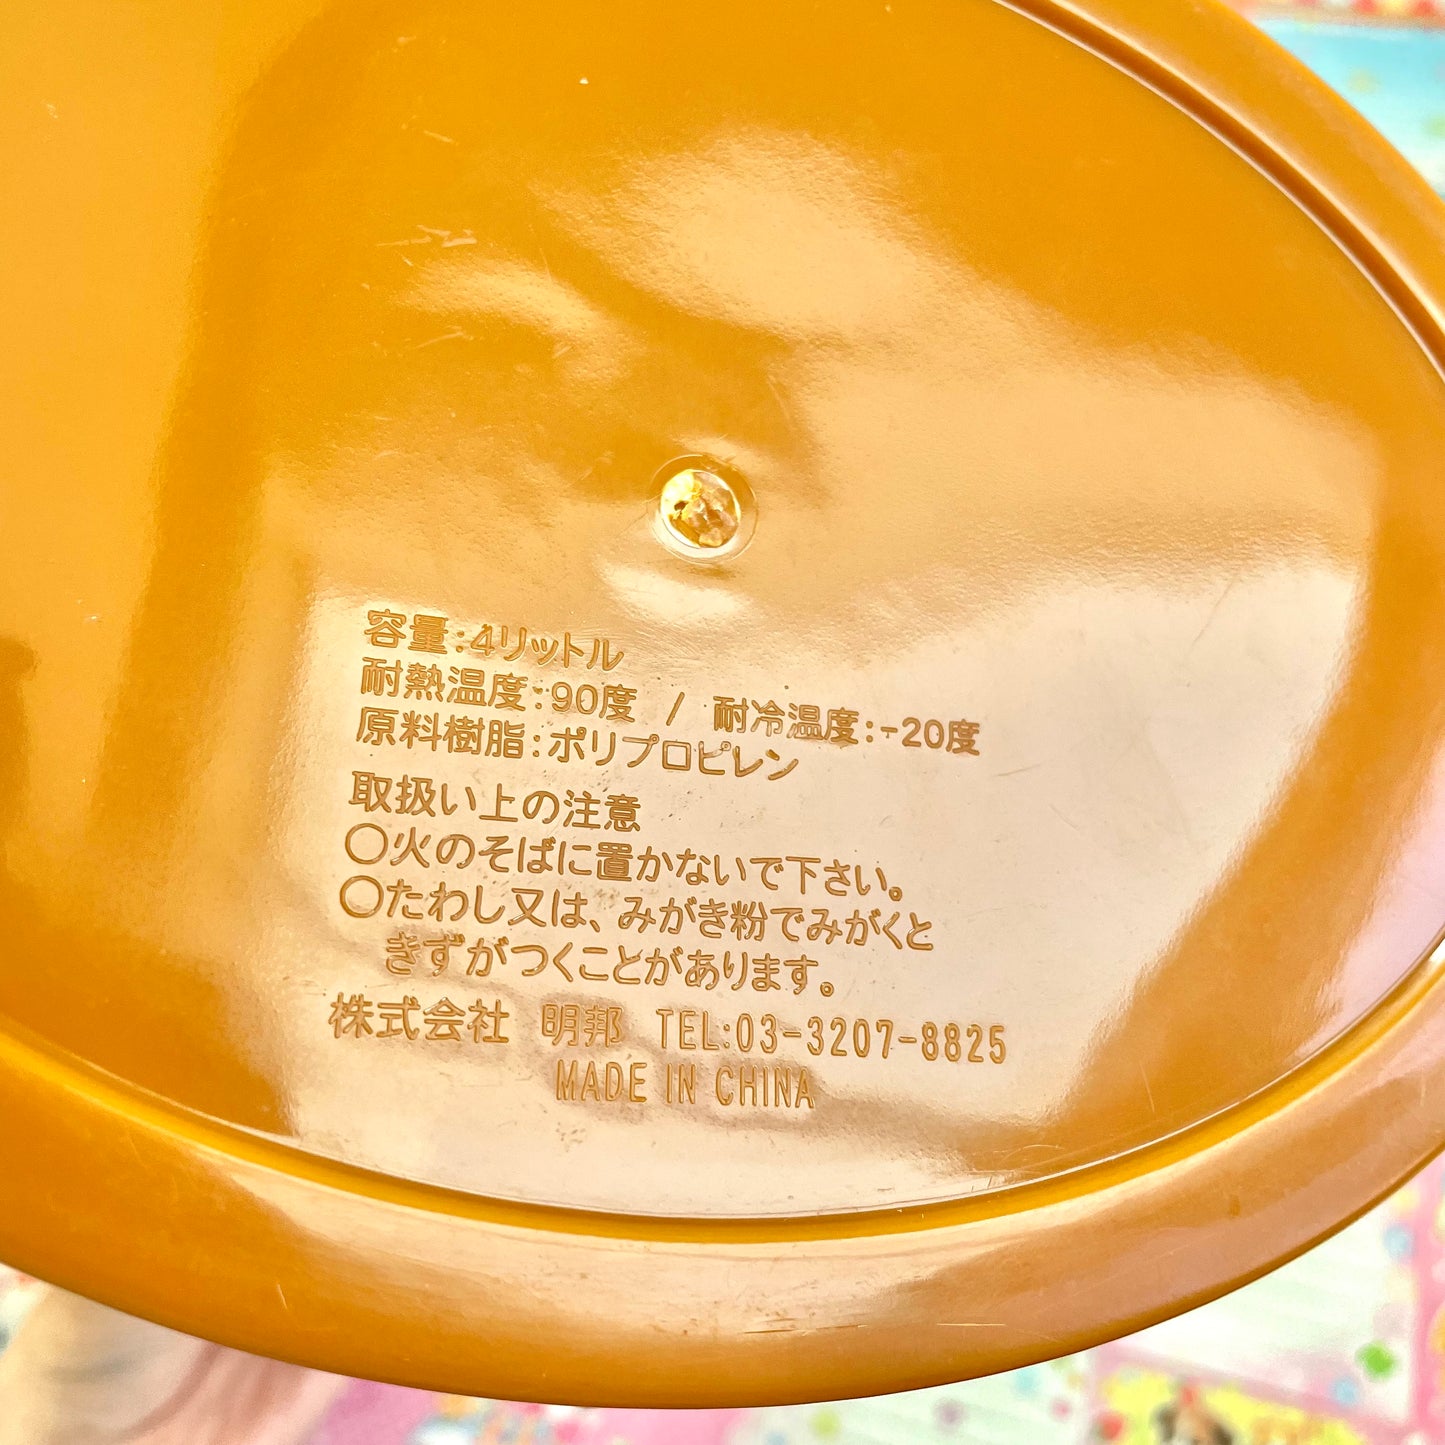 容量:4リットル
耐熱温度:90度 / 耐冷温度:-20度
原料樹脂:ポリプロピレン
取扱い上の注意
○火のそばに置かないで下さい。
○たわし又は、みがき粉でみがくと
きずがつくことがあります。
株式会社 明邦 TEL:03-3207-8825
MADE IN CHINA